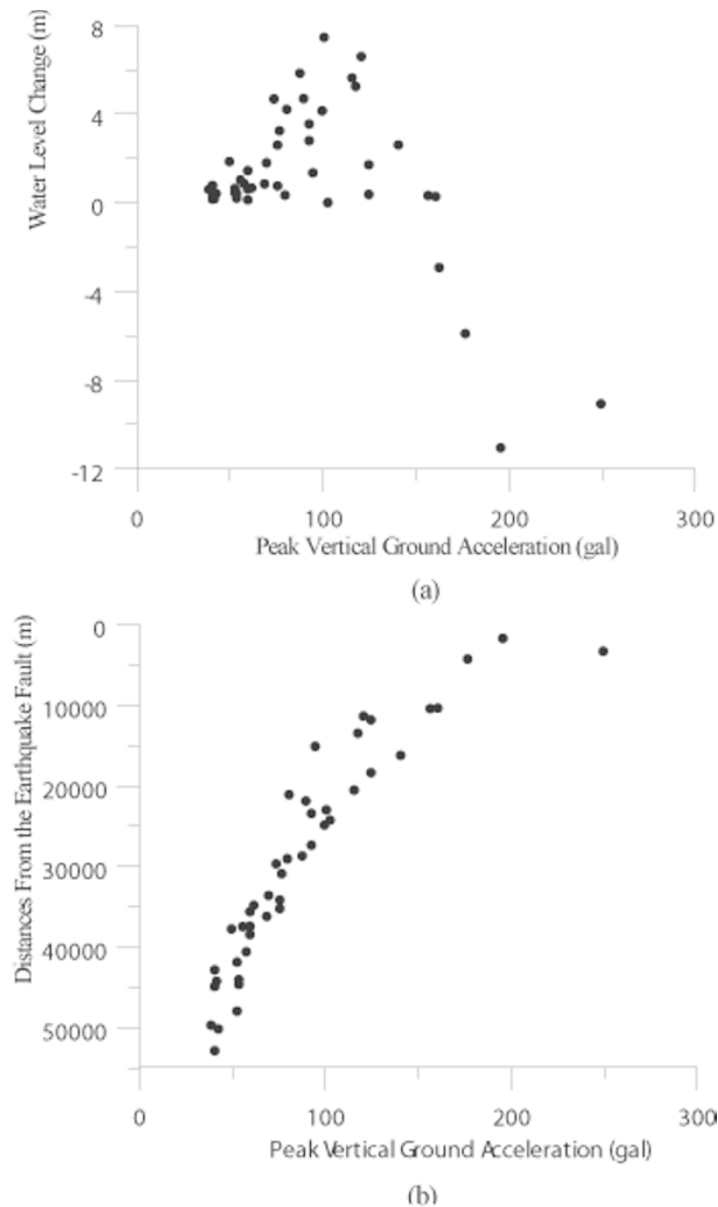 Water Level Change (m)
8
4
0
-4
-8
-12
0 100 200 300
Peak Vertical Ground Acceleration (gal)
(a)
Distances From the Earthquake Fault (m)
0
10000
20000
30000
40000
50000
0 100 200 300
Peak Vertical Ground Acceleration (gal)
(b)